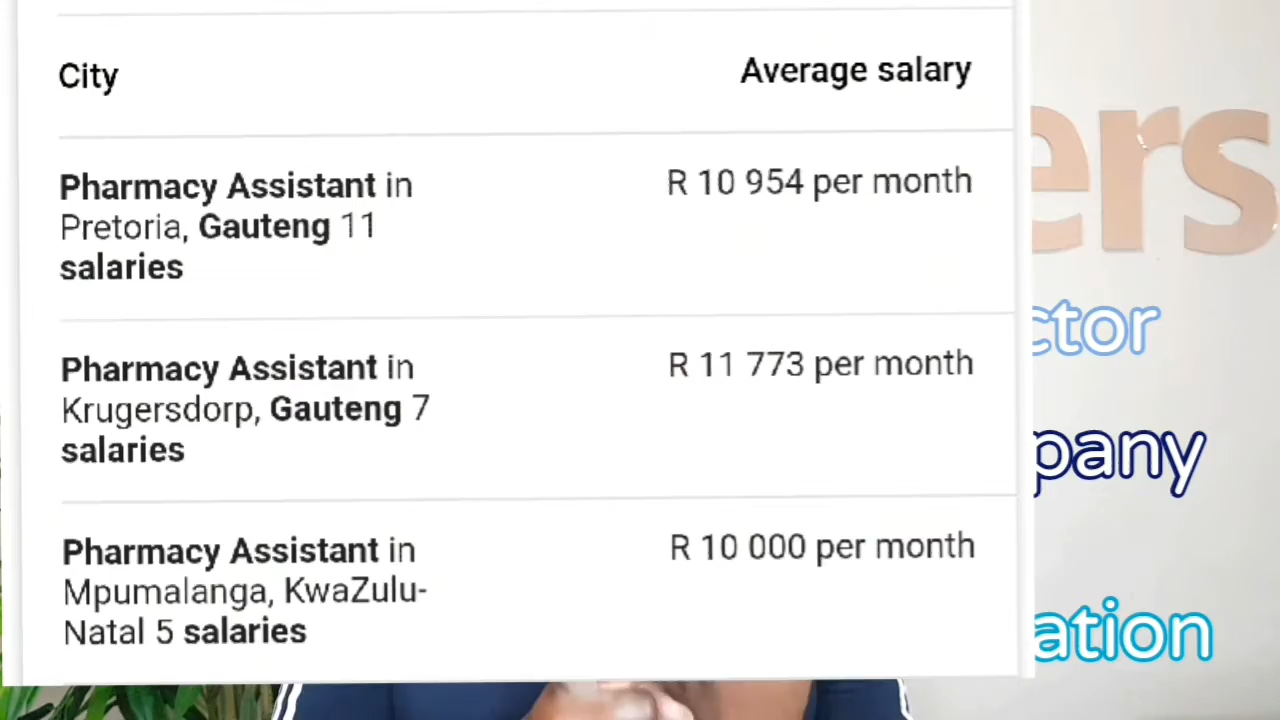 City
Average salary
Pharmacy Assistant in
Pretoria, Gauteng 11
salaries
R 10 954 per month
Pharmacy Assistant in
Krugersdorp, Gauteng 7
salaries
R 11 773 per month
Pharmacy Assistant in
Mpumalanga, KwaZulu-
Natal 5 salaries
R 10 000 per month
ers
ctor
pany
ation